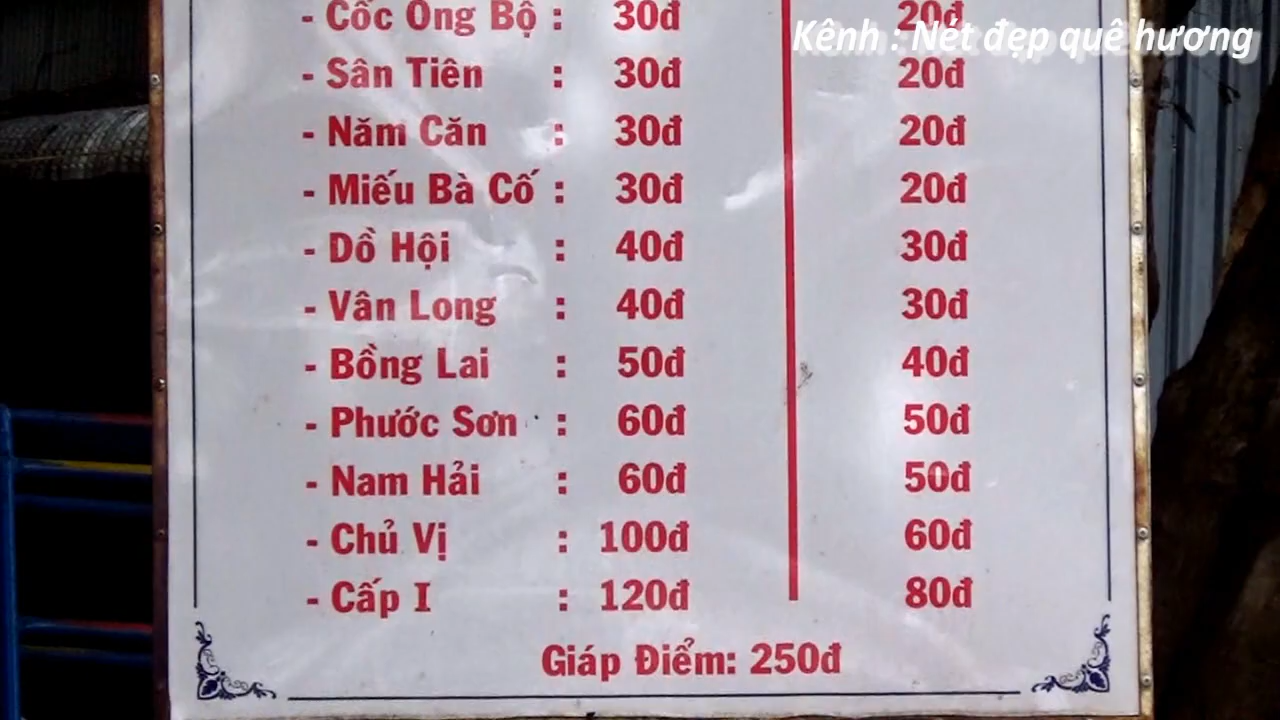 - Cốc Ông Bộ : 30đ 20đ
Kênh : Nét đẹp quê hương
- Sân Tiên : 30đ 20đ
- Năm Căn : 30đ 20đ
- Miếu Bà Cố : 30đ 20đ
- Dồ Hội : 40đ 30đ
- Vân Long : 40đ 30đ
- Bồng Lai : 50đ 40đ
- Phước Sơn : 60đ 50đ
- Nam Hải : 60đ 50đ
- Chủ Vị : 100đ 60đ
- Cấp I : 120đ 80đ
Giáp Điểm: 250đ